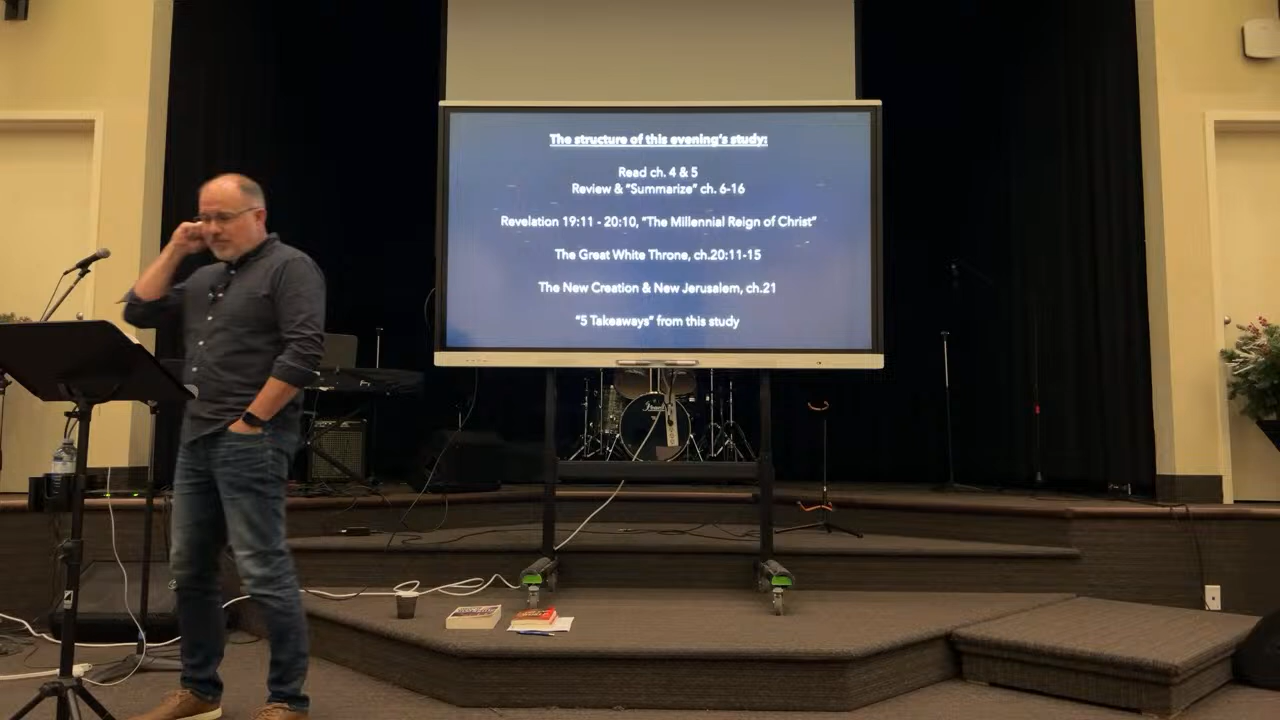 The structure of this evening's study:
Read ch. 4 & 5
Review & "Summarize" ch. 6-16
Revelation 19:11 - 20:10, "The Millennial Reign of Christ"
The Great White Throne, ch.20:11-15
The New Creation & New Jerusalem, ch.21
"5 Takeaways" from this study